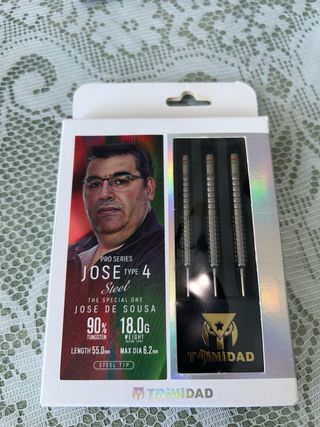 PRO SERIES
JOSE TYPE 4
Steel
THE SPECIAL ONE
JOSE DE SOUSA
90%
TUNGSTEN
18.0G
WEIGHT
LENGTH 55.0mm
MAX DIA 6.2mm
STEEL TIP
TRiNiDAD
TRiNiDAD